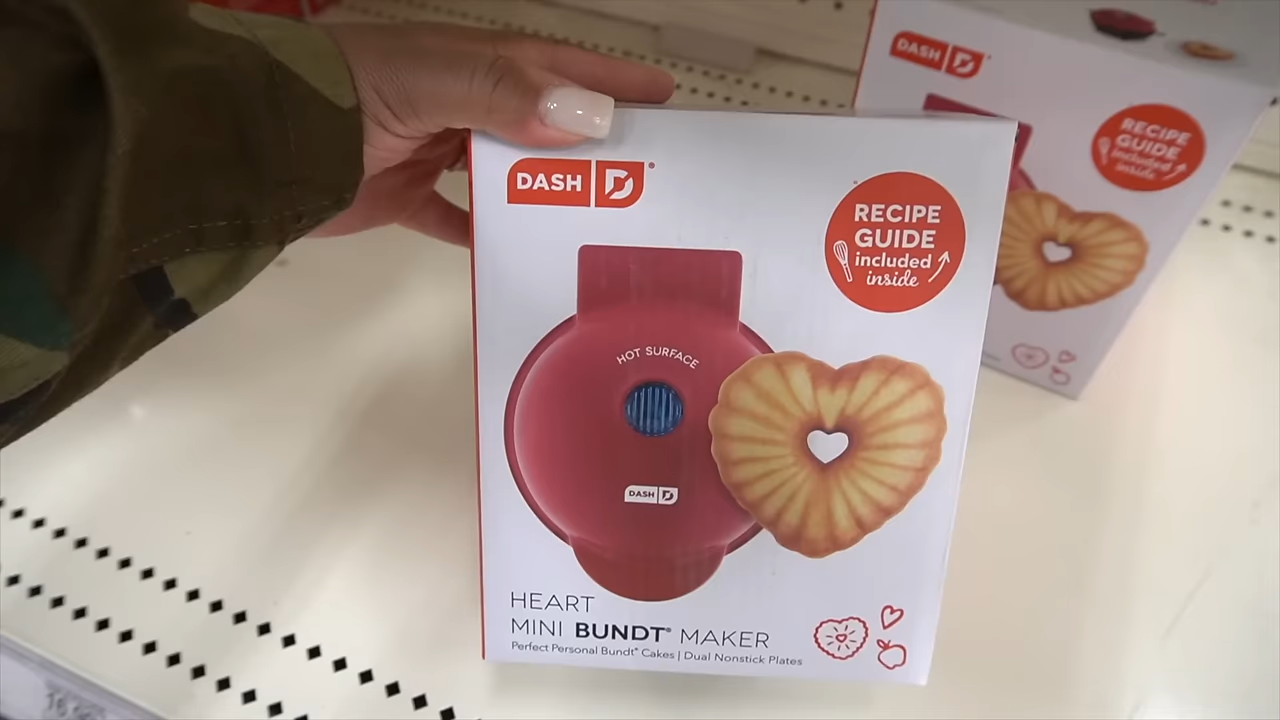 DASH D
RECIPE
GUIDE
included
inside
HOT SURFACE
DASH D
HEART
MINI BUNDT® MAKER
Perfect Personal Bundt® Cakes | Dual Nonstick Plates
DASH D
RECIPE
GUIDE
included
inside